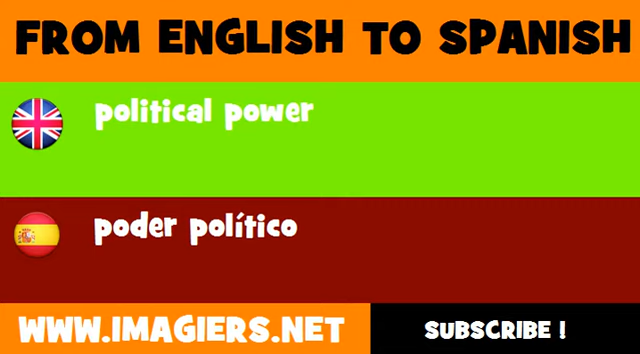 FROM ENGLISH TO SPANISH
political power
poder político
WWW.IMAGIERS.NET
SUBSCRIBE !